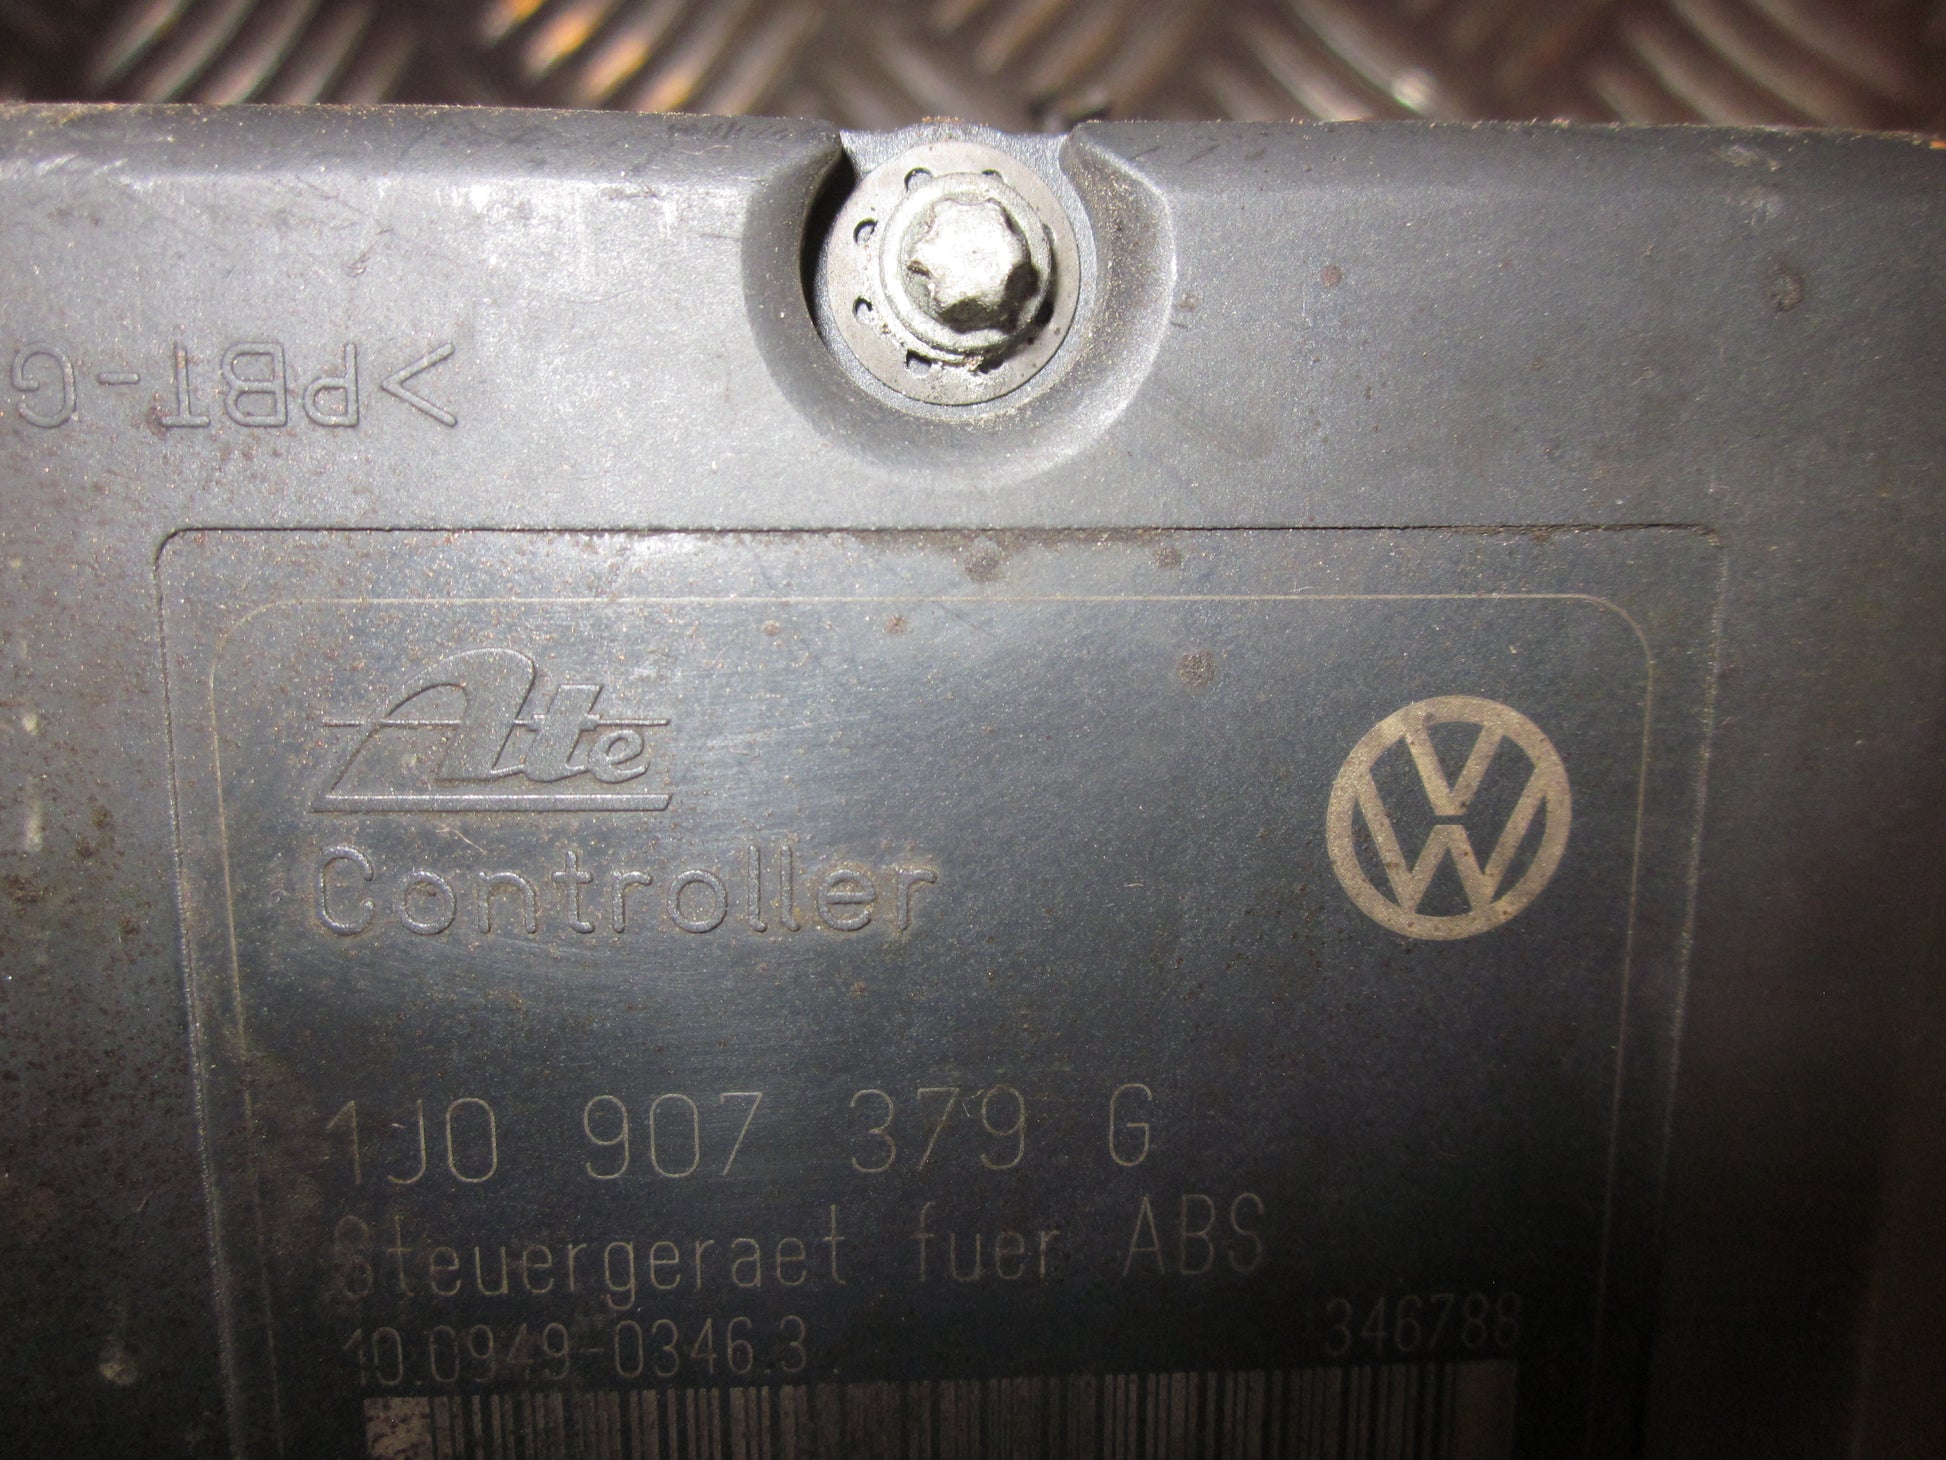 >PBT-G
Ate
Controller
1J0 907 379 G
Steuergeraet fuer ABS
10.0949-0346.3
346788